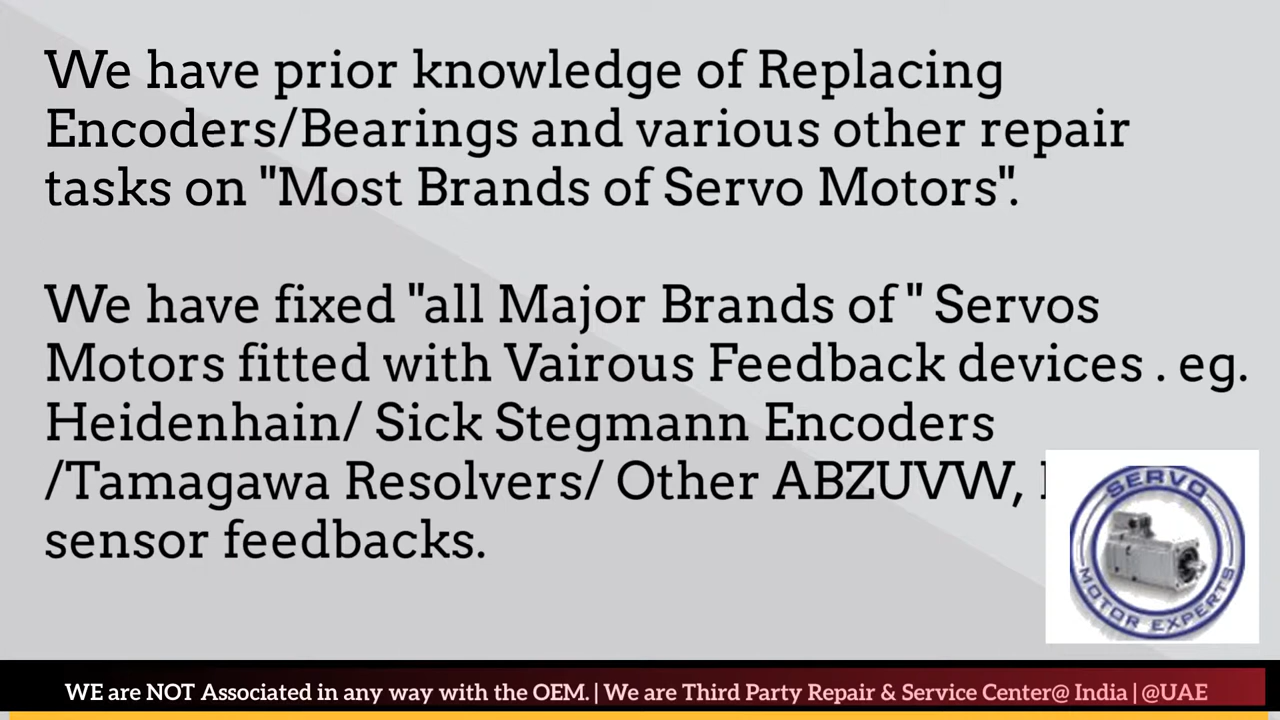 We have prior knowledge of Replacing
Encoders/Bearings and various other repair
tasks on "Most Brands of Servo Motors".
We have fixed "all Major Brands of " Servos
Motors fitted with Vairous Feedback devices . eg.
Heidenhain/ Sick Stegmann Encoders
/Tamagawa Resolvers/ Other ABZUVW,
sensor feedbacks.
SERVO
MOTOR EXPERTS
WE are NOT Associated in any way with the OEM. | We are Third Party Repair & Service Center@ India | @UAE